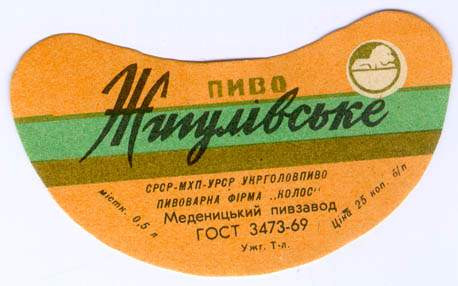 ПИВО
Жигулівське
СРСР-МХП-УРСР УКРГОЛОВПИВО
ПИВОВАРНА ФІРМА „КОЛОС"
Меденицький пивзавод
ГОСТ 3473-69
Ужг. Т-л.
містк. 0,5 л
Ціна 25 коп. б/п